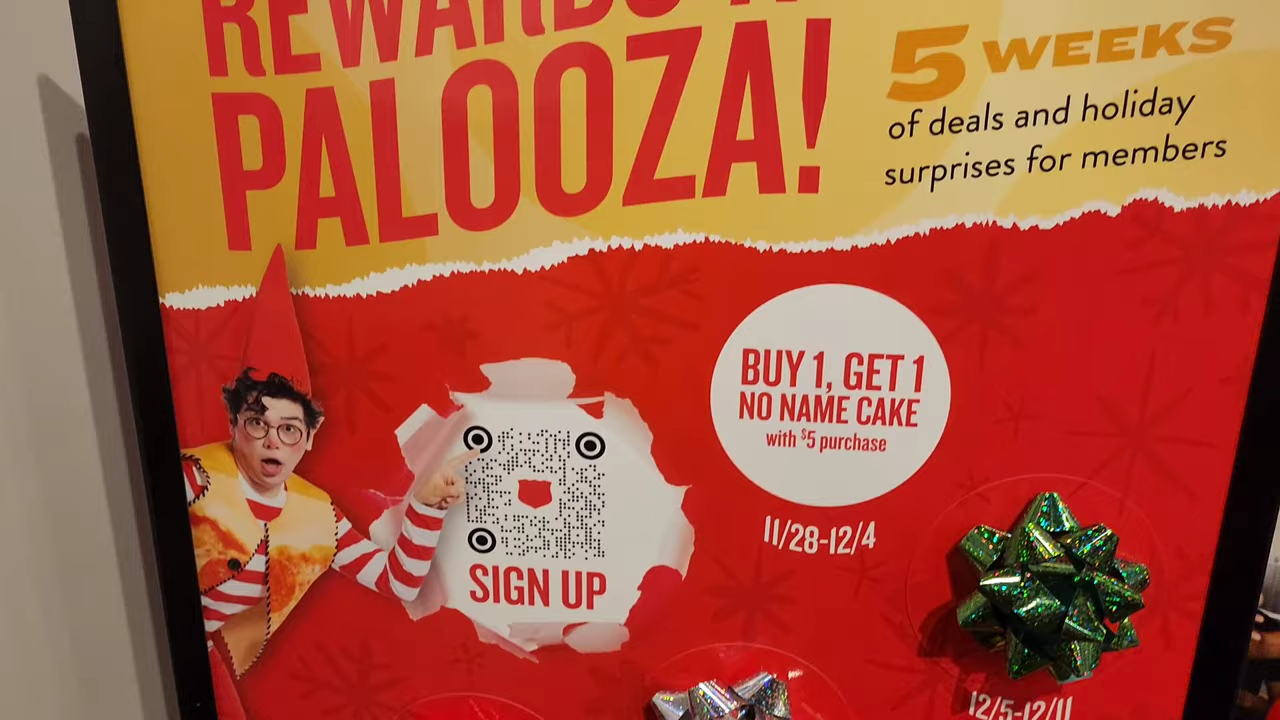 REWARDS
PALOOZA!
5 WEEKS
of deals and holiday
surprises for members
BUY 1, GET 1
NO NAME CAKE
with $5 purchase
11/28-12/4
SIGN UP
12/5-12/11